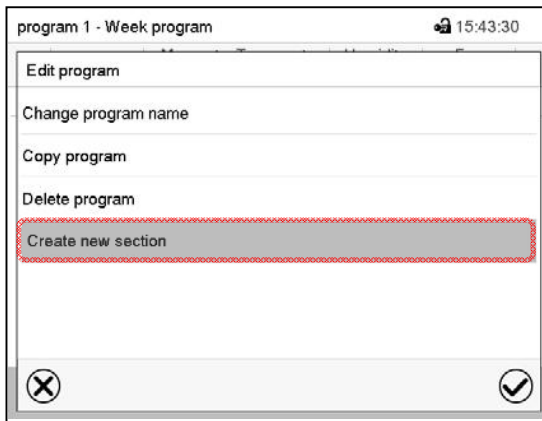 program 1 - Week program 15:43:30
Edit program
Change program name
Copy program
Delete program
Create new section